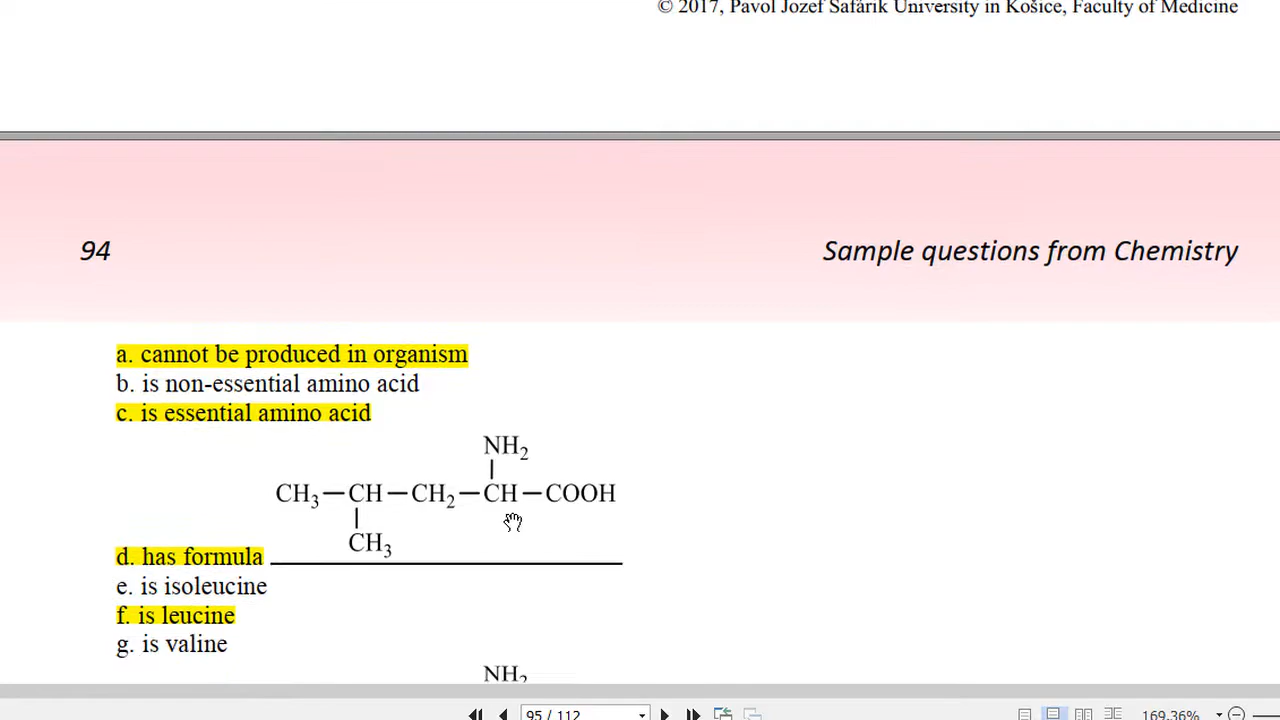 © 2017, Pavol Jozef Šafárik University in Košice, Faculty of Medicine
94
Sample questions from Chemistry
a. cannot be produced in organism
b. is non-essential amino acid
c. is essential amino acid
NH2
CH3—CH—CH2—CH—COOH
CH3
d. has formula
e. is isoleucine
f. is leucine
g. is valine
NH2
95 / 112
169.36%